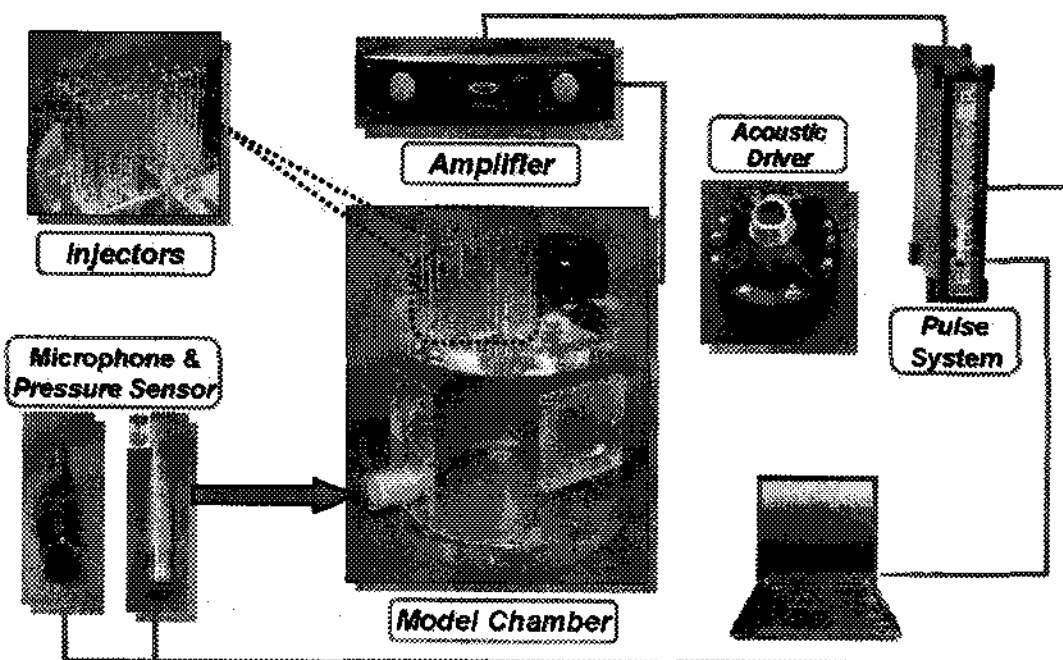 Injectors
Amplifier
Acoustic
Driver
Pulse
System
Microphone &
Pressure Sensor
Model Chamber